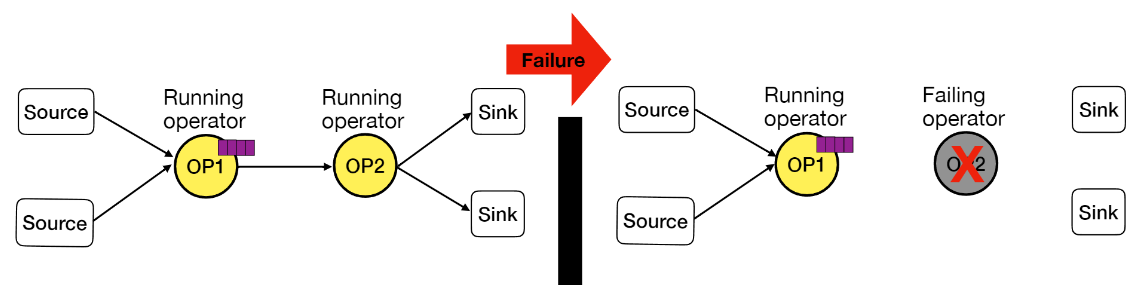 Source
Source
Running
operator
OP1
Running
operator
OP2
Sink
Sink
Failure
Source
Source
Running
operator
OP1
Failing
operator
OP2
Sink
Sink